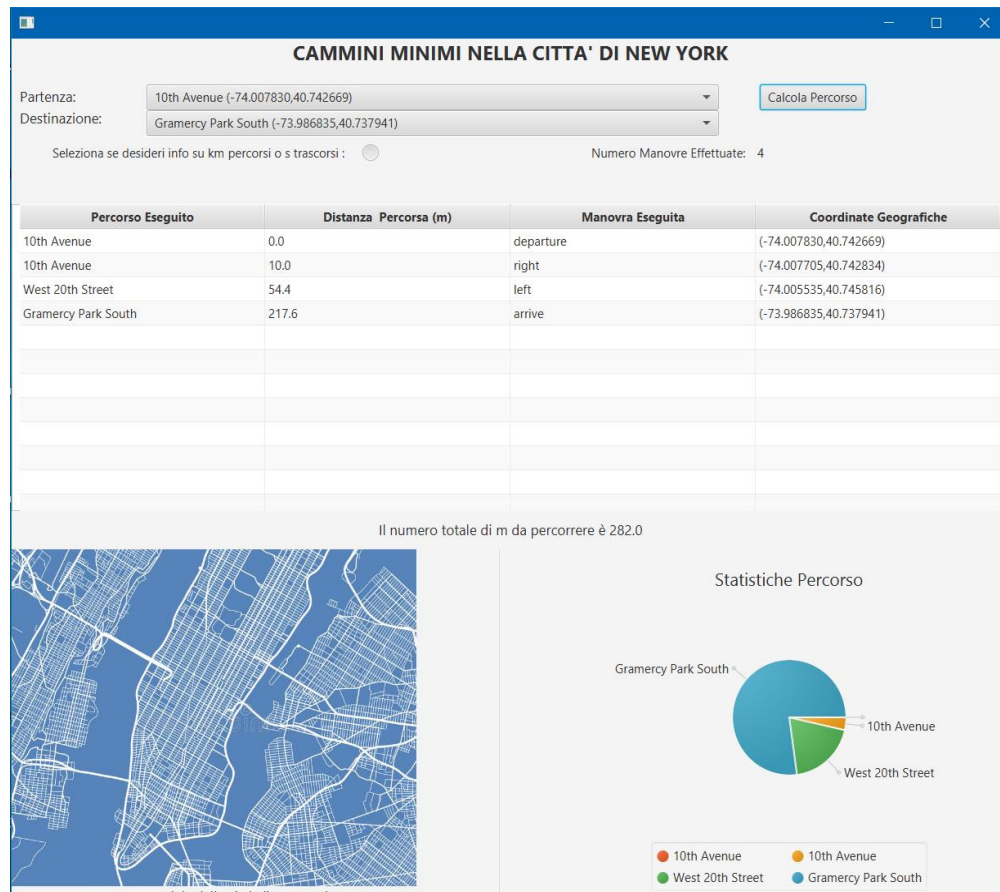 CAMMINI MINIMI NELLA CITTA' DI NEW YORK
Partenza: 10th Avenue (-74.007830,40.742669) Calcola Percorso
Destinazione: Gramercy Park South (-73.986835,40.737941)
Seleziona se desideri info su km percorsi o s trascorsi : Numero Manovre Effettuate: 4
Percorso Eseguito Distanza Percorsa (m) Manovra Eseguita Coordinate Geografiche
10th Avenue 0.0 departure (-74.007830,40.742669)
10th Avenue 10.0 right (-74.007705,40.742834)
West 20th Street 54.4 left (-74.005535,40.745816)
Gramercy Park South 217.6 arrive (-73.986835,40.737941)
Il numero totale di m da percorrere è 282.0
Statistiche Percorso
Gramercy Park South
10th Avenue
West 20th Street
10th Avenue 10th Avenue
West 20th Street Gramercy Park South